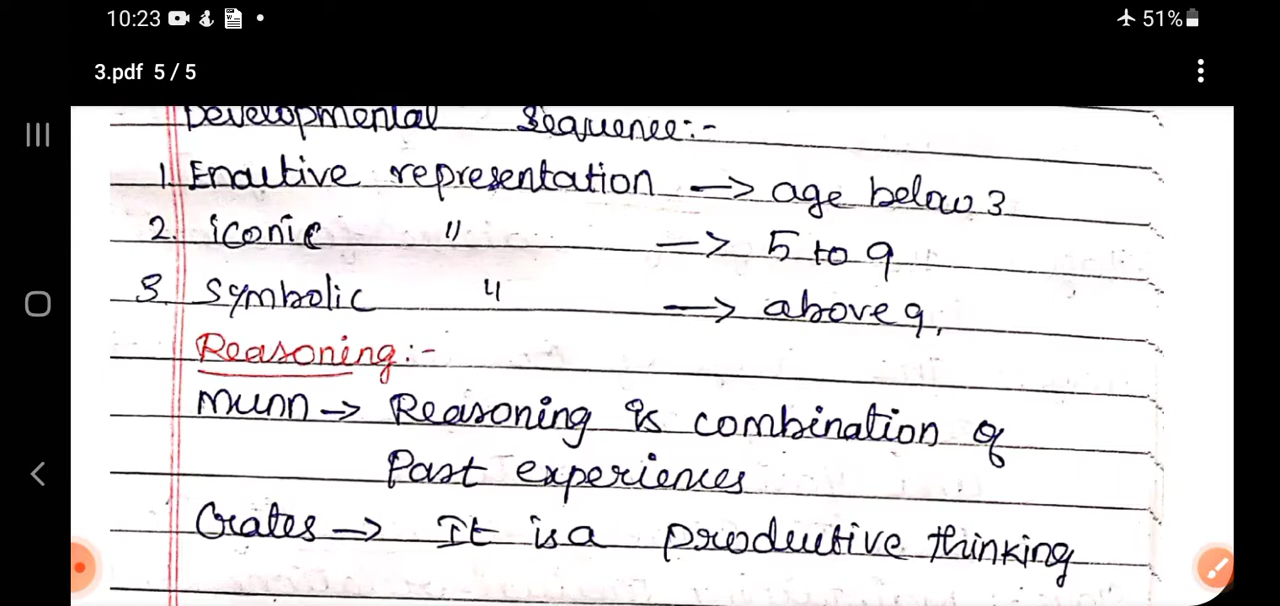 10:23 51%
3.pdf 5 / 5
Developmental Sequence:-
1. Enactive representation => age below 3
2. iconic " => 5 to 9
3. Symbolic " => above 9,
Reasoning:-
Munn → Reasoning is combination of
Past experiences
Grates → It is a productive thinking